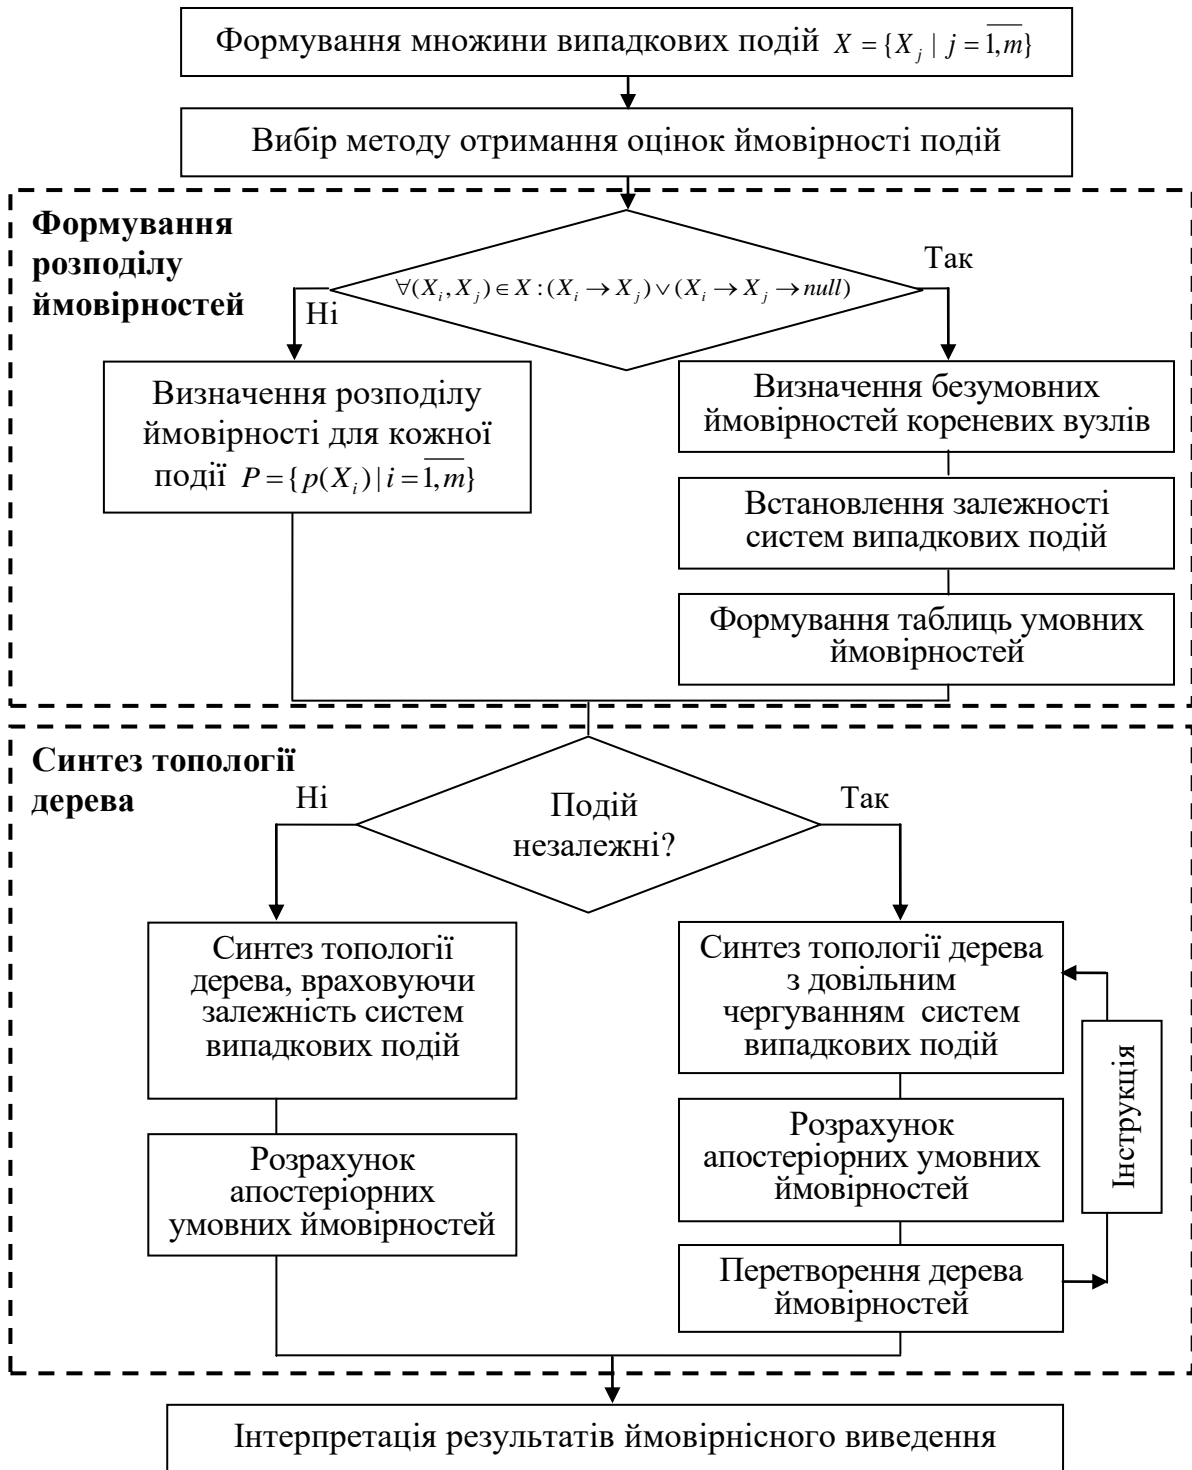 Формування множини випадкових подій X = {X_j | j = \overline{1,m}}
Вибір методу отримання оцінок ймовірності подій
Формування
розподілу
ймовірностей
∀(X_i, X_j) ∈ X : (X_i → X_j) ∨ (X_i → X_j → null)
Так
Ні
Визначення розподілу
ймовірності для кожної
події P = {p(X_i) | i = \overline{1,m}}
Визначення безумовних
ймовірностей кореневих вузлів
Встановлення залежності
систем випадкових подій
Формування таблиць умовних
ймовірностей
Синтез топології
дерева
Ні
Подій
незалежні?
Так
Синтез топології
дерева, враховуючи
залежність систем
випадкових подій
Розрахунок
апостеріорних
умовних ймовірностей
Синтез топології дерева
з довільним
чергуванням систем
випадкових подій
Розрахунок
апостеріорних умовних
ймовірностей
Перетворення дерева
ймовірностей
Інструкція
Інтерпретація результатів ймовірнісного виведення